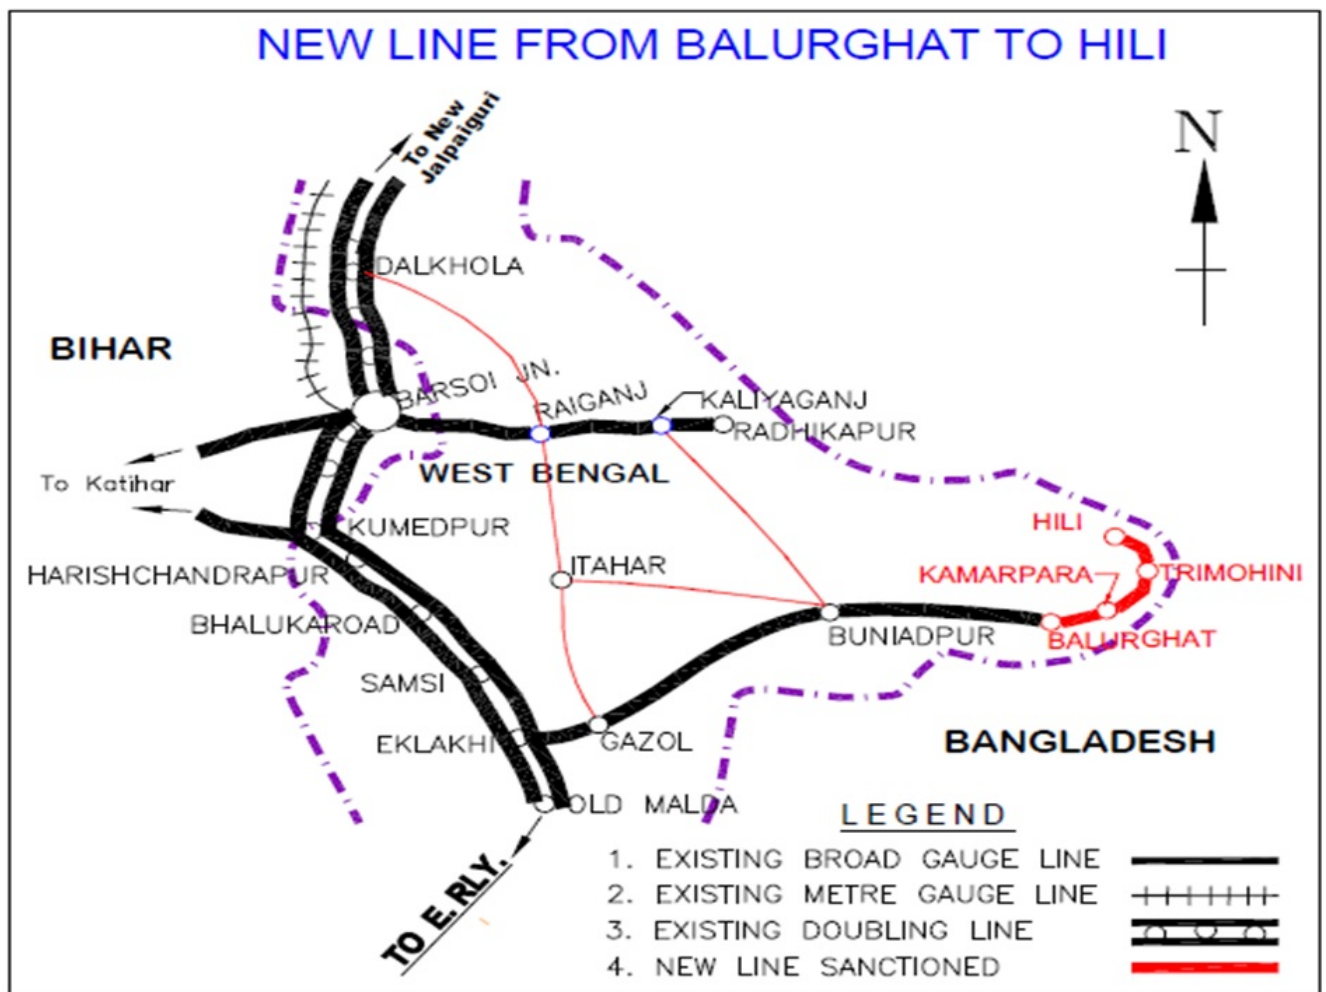 NEW LINE FROM BALURGHAT TO HILI
To New
Jalpaiguri
N
DALKHOLA
BIHAR
BARSOI JN.
RAIGANJ
KALIYAGANJ
RADHIKAPUR
WEST BENGAL
To Katihar
KUMEDPUR
HILI
ITAHAR
HARISHCHANDRAPUR
KAMARPARA
TRIMOHINI
BHALUKAROAD
BUNIADPUR
BALURGHAT
SAMSI
EKLAKHI
GAZOL
BANGLADESH
OLD MALDA
TO E.RLY.
LEGEND
1. EXISTING BROAD GAUGE LINE
2. EXISTING METRE GAUGE LINE
3. EXISTING DOUBLING LINE
4. NEW LINE SANCTIONED